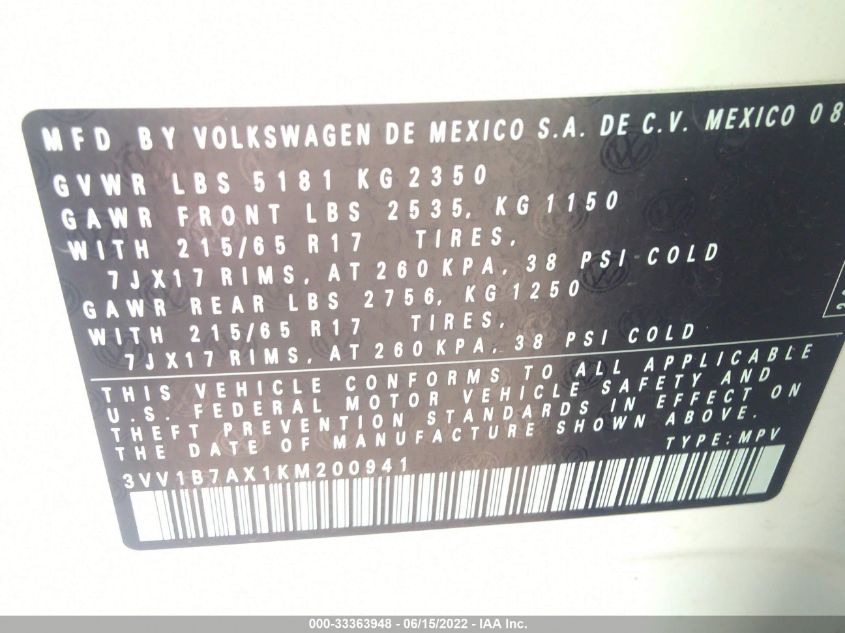 MFD BY VOLKSWAGEN DE MEXICO S.A. DE C.V. MEXICO 08
GVWR LBS 5181 KG 2350
GAWR FRONT LBS 2535, KG 1150
WITH 215/65 R17 TIRES,
7JX17 RIMS, AT 260 KPA, 38 PSI COLD
GAWR REAR LBS 2756, KG 1250
WITH 215/65 R17 TIRES,
7JX17 RIMS, AT 260 KPA, 38 PSI COLD
THIS VEHICLE CONFORMS TO ALL APPLICABLE
U.S. FEDERAL MOTOR VEHICLE SAFETY AND
THEFT PREVENTION STANDARDS IN EFFECT ON
THE DATE OF MANUFACTURE SHOWN ABOVE.
TYPE: MPV
3VV1B7AX1KM200941
000-33363948 - 06/15/2022 - IAA Inc.